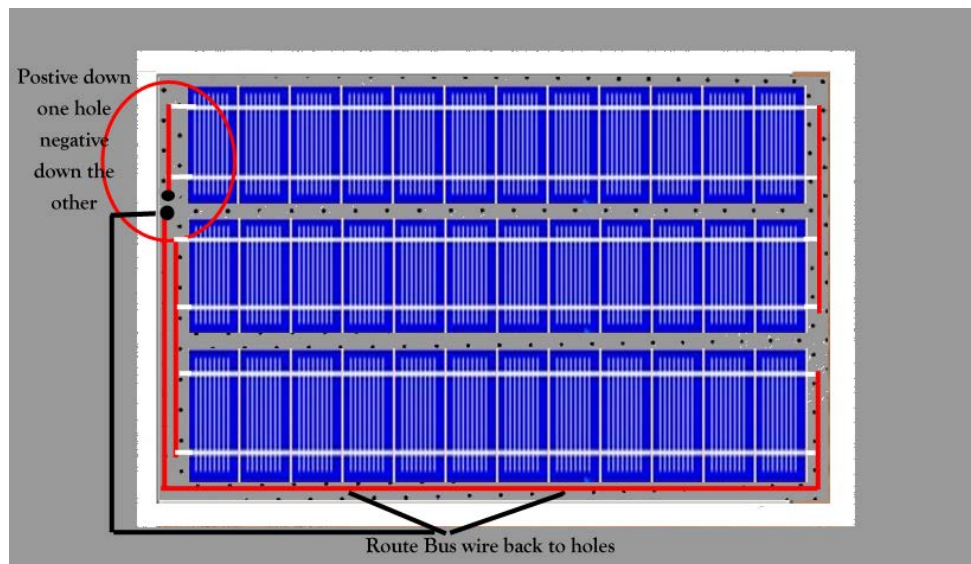 Postive down
one hole
negative
down the
other
Route Bus wire back to holes